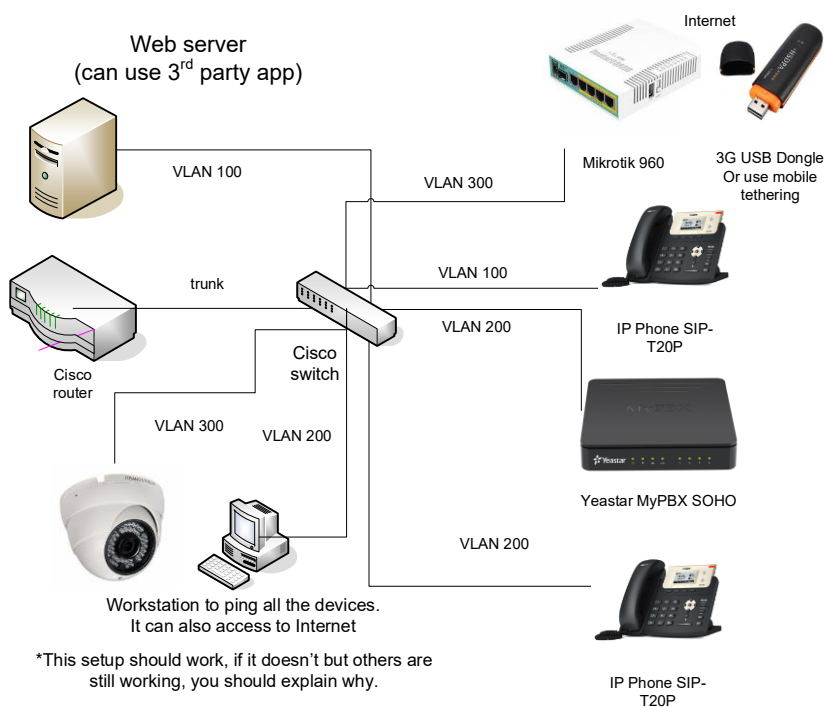 Internet
Web server
(can use 3rd party app)
VLAN 100
VLAN 300
Mikrotik 960
3G USB Dongle
Or use mobile
tethering
HSDPA
VLAN 100
trunk
VLAN 200
IP Phone SIP-
T20P
Cisco
switch
Cisco
router
MyPBX
VLAN 300
VLAN 200
Yeastar
Yeastar MyPBX SOHO
VLAN 200
Workstation to ping all the devices.
It can also access to Internet
*This setup should work, if it doesn't but others are
still working, you should explain why.
IP Phone SIP-
T20P